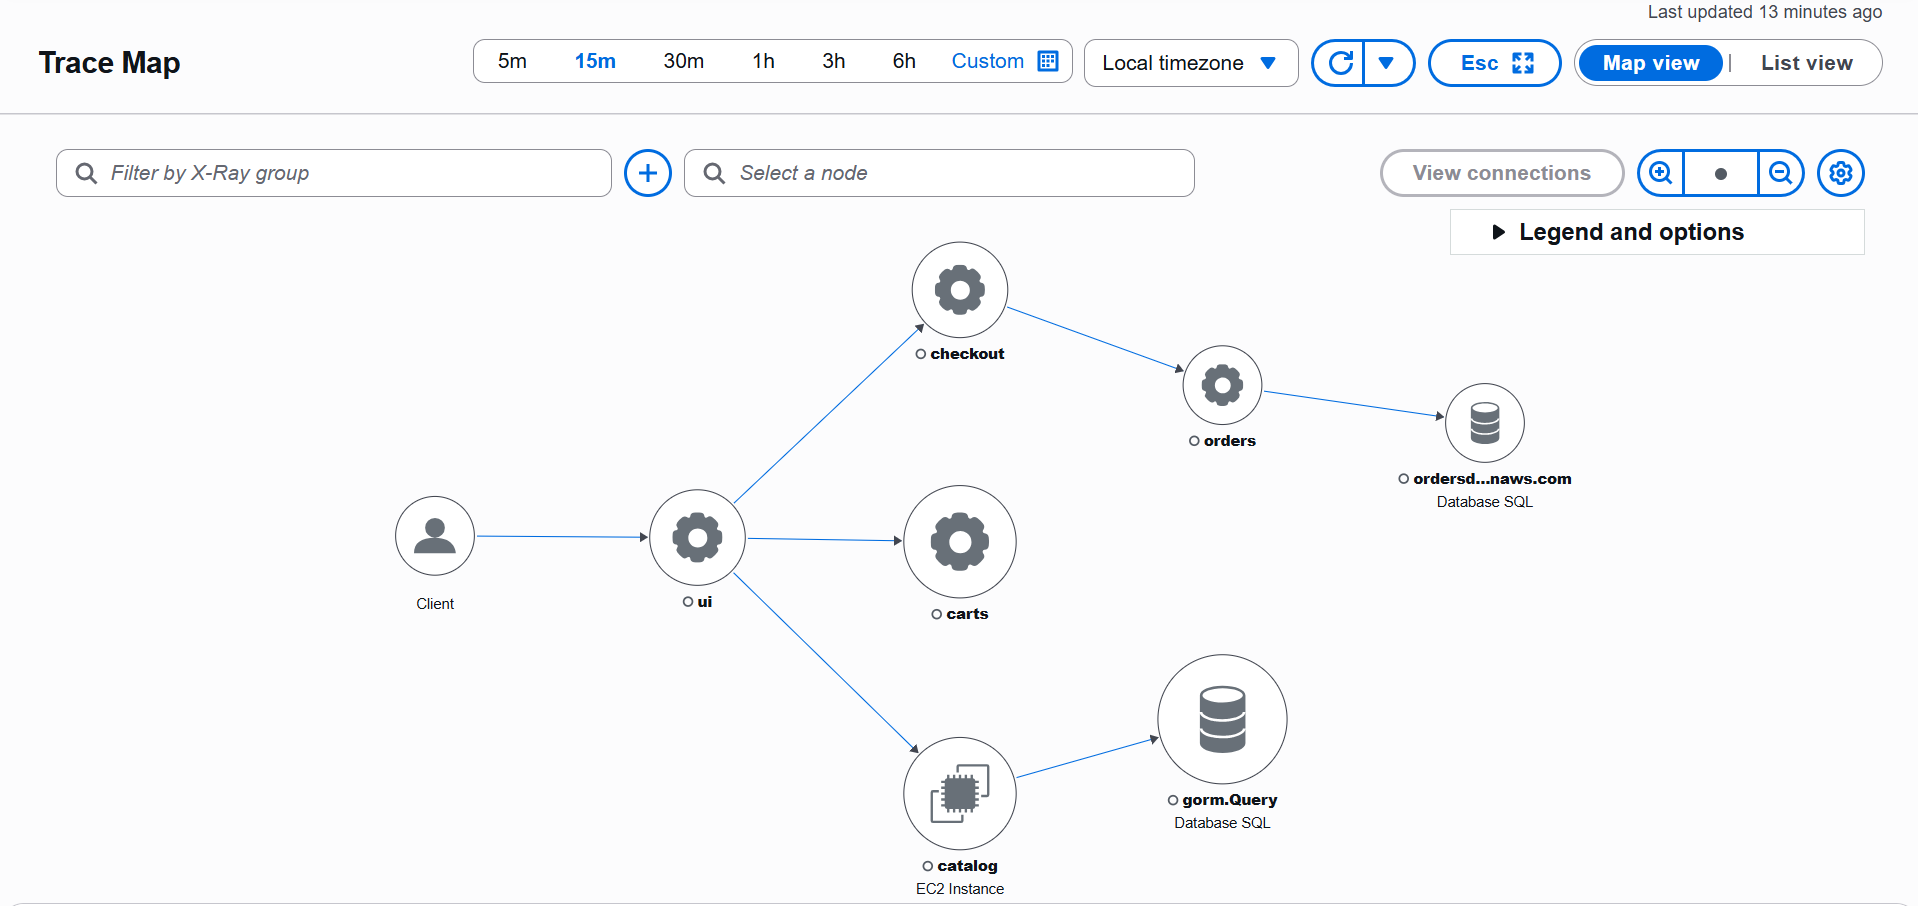 Last updated 13 minutes ago
Trace Map
5m 15m 30m 1h 3h 6h Custom
Local timezone
Esc
Map view | List view
Filter by X-Ray group
Select a node
View connections
Legend and options
checkout
orders
ordersd...naws.com
Database SQL
Client
ui
carts
gorm.Query
Database SQL
catalog
EC2 Instance